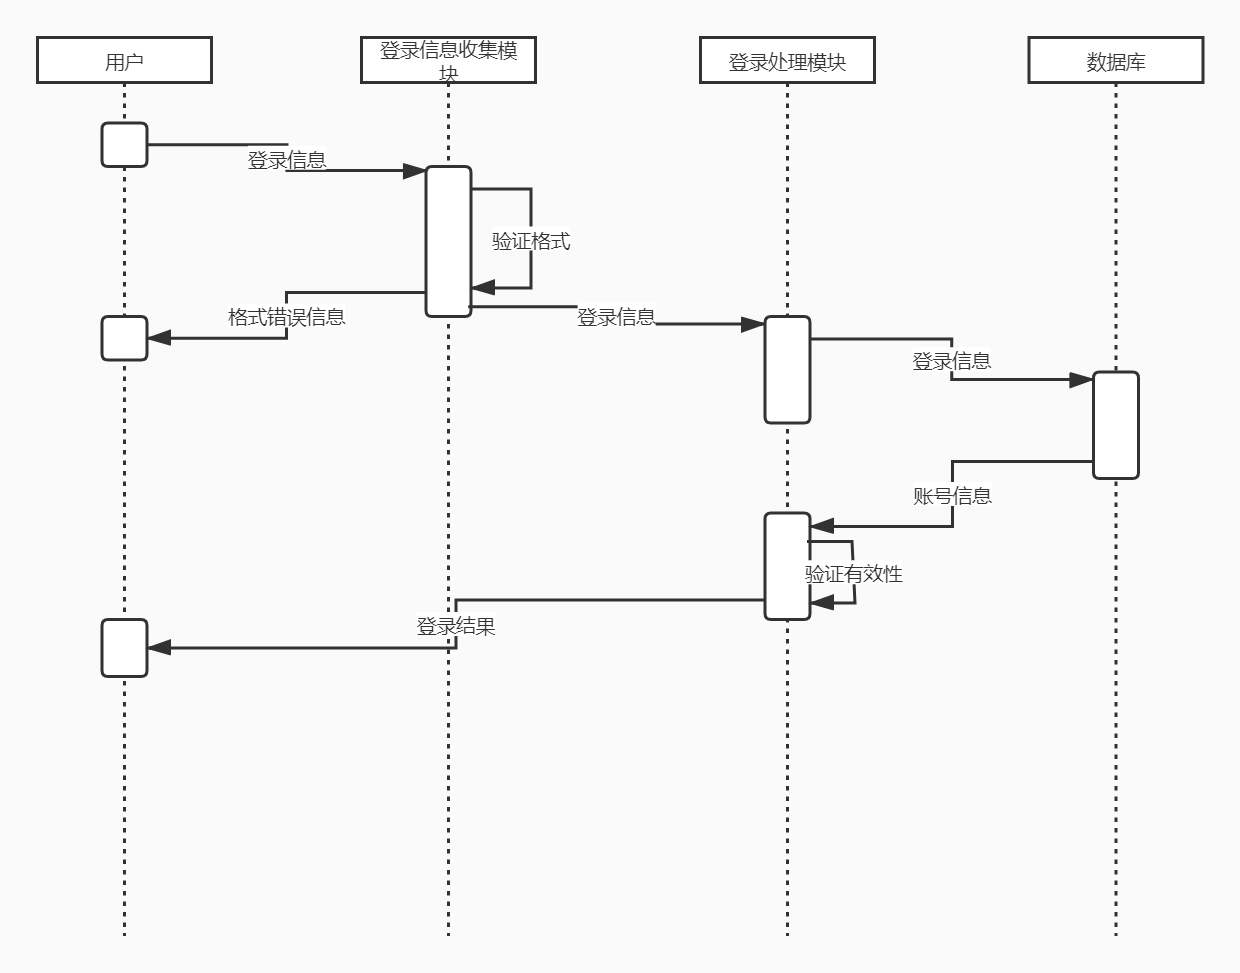 用户
登录信息收集模
块
登录处理模块
数据库
登录信息
验证格式
格式错误信息
登录信息
登录信息
账号信息
验证有效性
登录结果